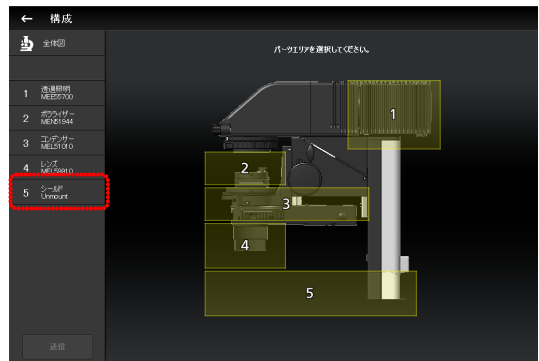 ← 構成
全体図
パーツエリアを選択してください。
1 透過照明
MEE55700
2 ポラライザー
MEN51944
3 コンデンサー
MEL51010
4 レンズ
MEL59910
5 シールド
Unmount
1
2
3
4
5
送信